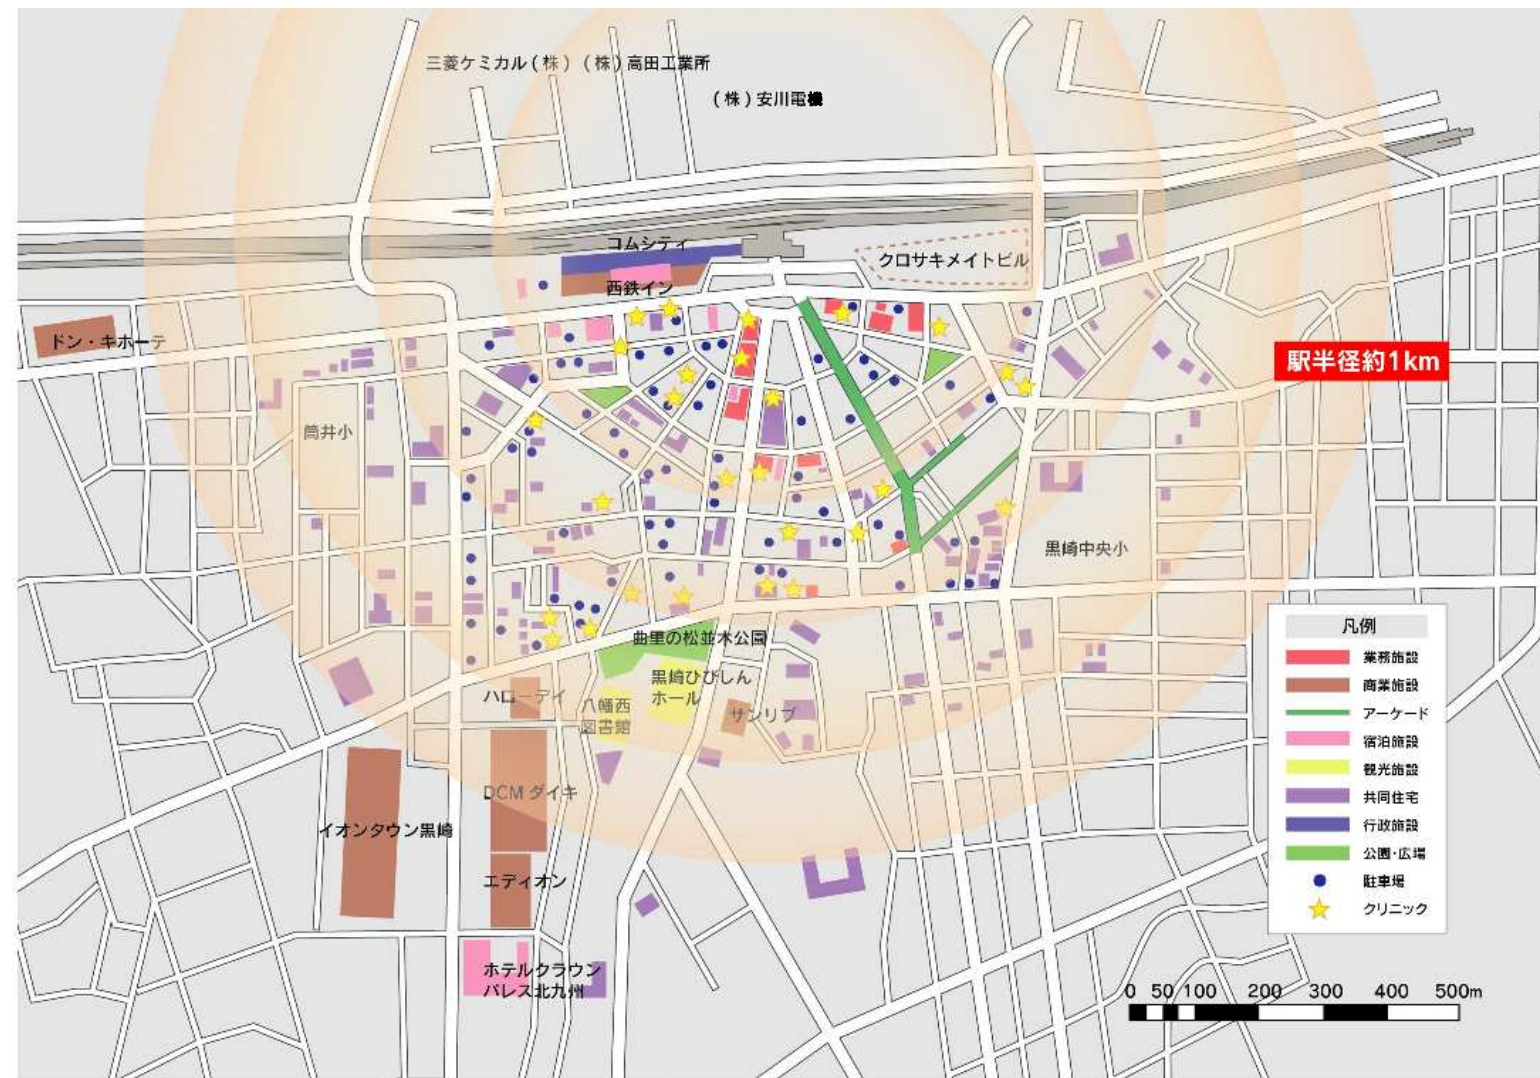 三菱ケミカル(株)(株)高田工業所
(株)安川電機
コムシティ
クロサキメイトビル
西鉄イン
ドン・キホーテ
駅半径約1km
筒井小
黒崎中央小
曲里の松並木公園
黒崎ひびしん
ホール
ハローデイ
八幡西
図書館
サンリブ
DCM ダイキ
イオンタウン黒崎
エディオン
ホテルクラウン
パレス北九州
凡例
業務施設
商業施設
アーケード
宿泊施設
観光施設
共同住宅
行政施設
公園・広場
駐車場
クリニック
0 50 100 200 300 400 500m